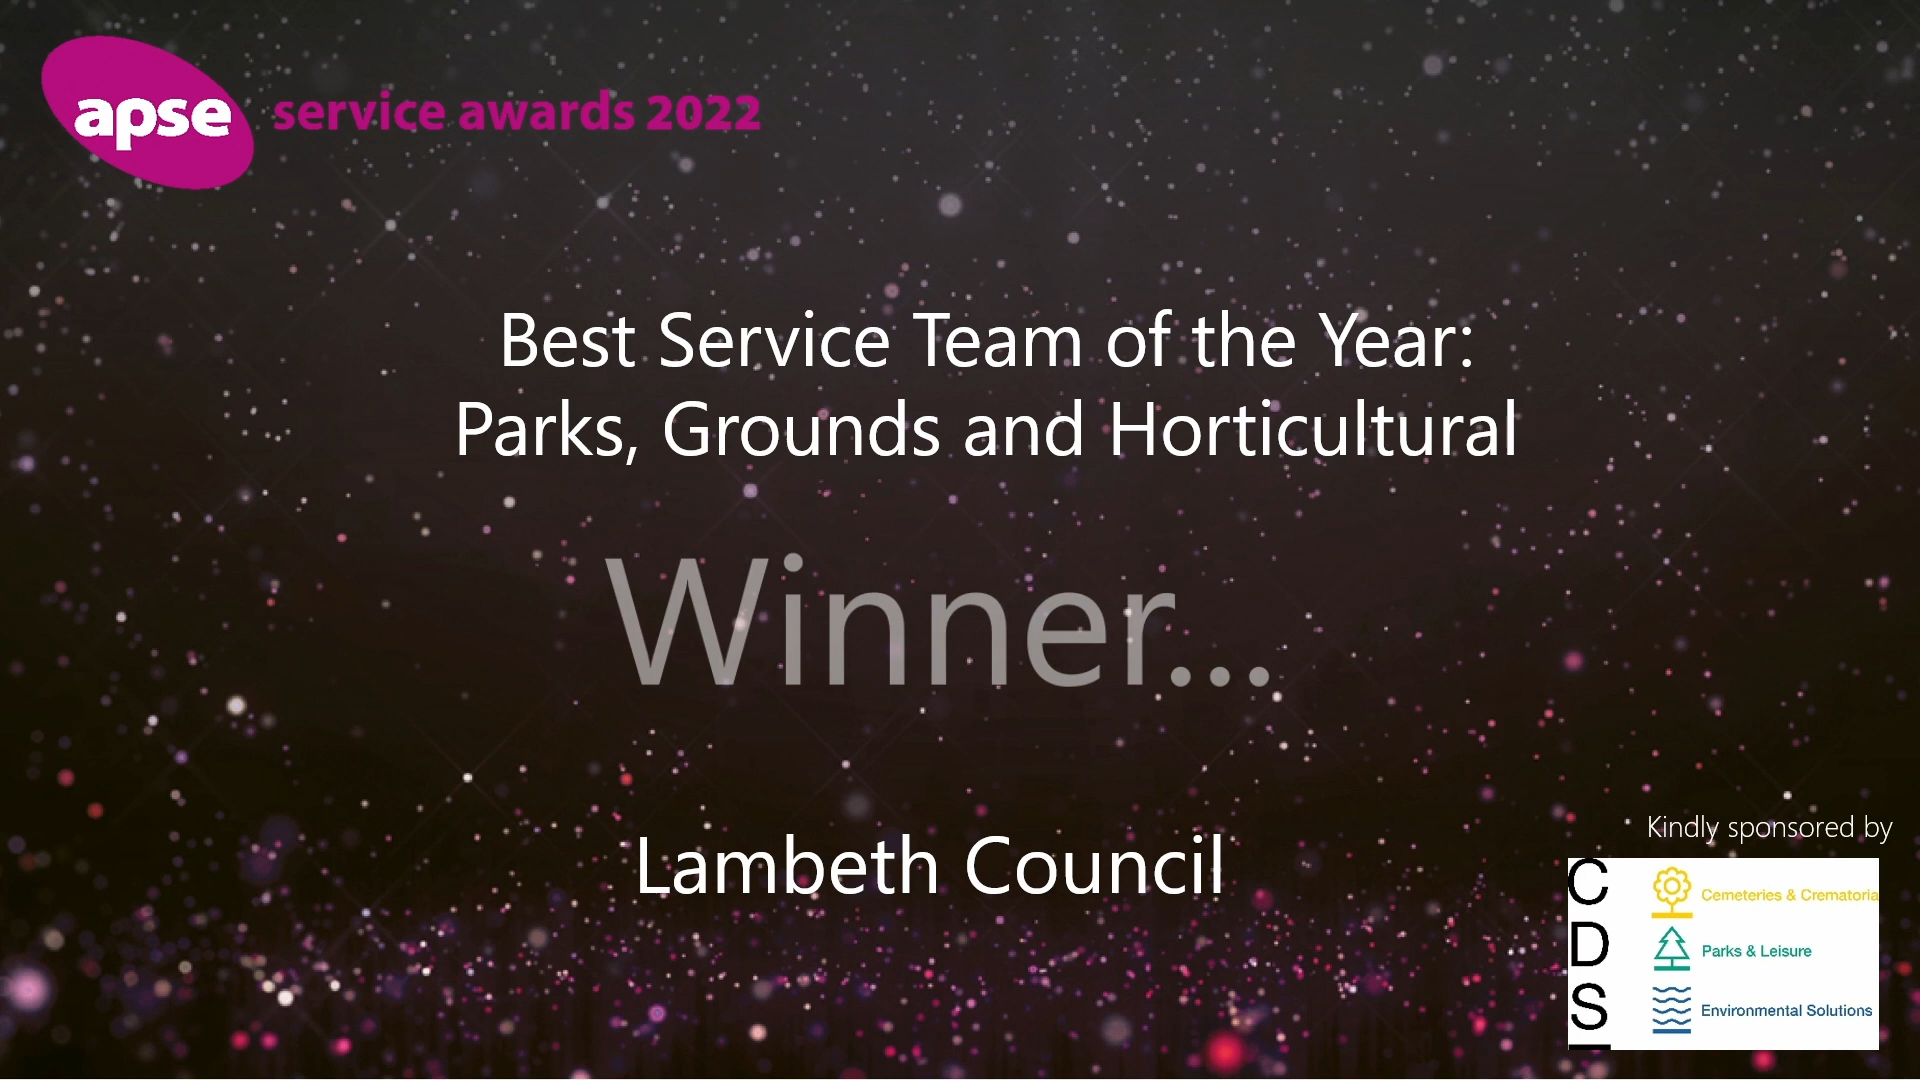 apse service awards 2022
Best Service Team of the Year:
Parks, Grounds and Horticultural
Winner...
Lambeth Council
Kindly sponsored by
CDS
Cemeteries & Crematoria
Parks & Leisure
Environmental Solutions